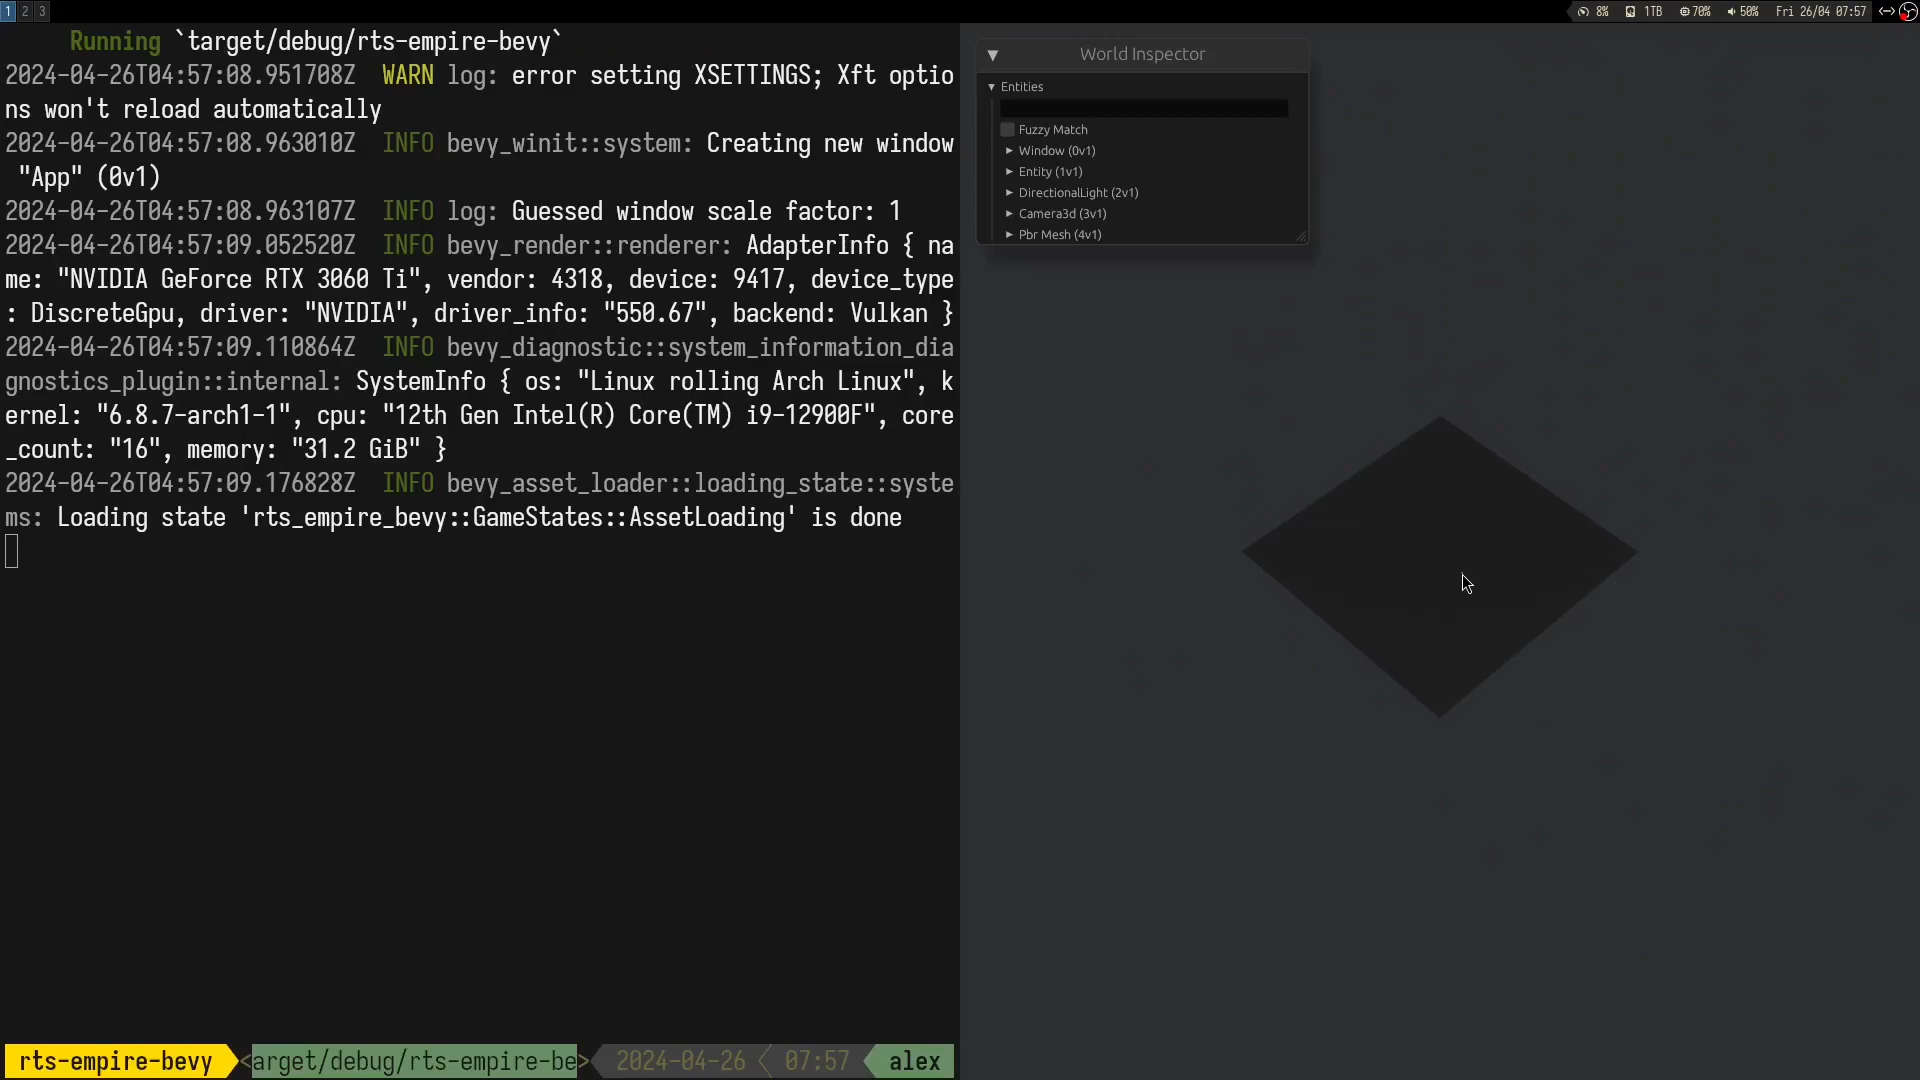 1 2 3
8% 1TB 70% 50% Fri 26/04 07:57
Running `target/debug/rts-empire-bevy`
2024-04-26T04:57:08.951708Z  WARN log: error setting XSETTINGS; Xft optio
ns won't reload automatically
2024-04-26T04:57:08.963010Z  INFO bevy_winit::system: Creating new window
"App" (0v1)
2024-04-26T04:57:08.963107Z  INFO log: Guessed window scale factor: 1
2024-04-26T04:57:09.052520Z  INFO bevy_render::renderer: AdapterInfo { na
me: "NVIDIA GeForce RTX 3060 Ti", vendor: 4318, device: 9417, device_type
: DiscreteGpu, driver: "NVIDIA", driver_info: "550.67", backend: Vulkan }
2024-04-26T04:57:09.110864Z  INFO bevy_diagnostic::system_information_dia
gnostics_plugin::internal: SystemInfo { os: "Linux rolling Arch Linux", k
ernel: "6.8.7-arch1-1", cpu: "12th Gen Intel(R) Core(TM) i9-12900F", core
_count: "16", memory: "31.2 GiB" }
2024-04-26T04:57:09.176828Z  INFO bevy_asset_loader::loading_state::syste
ms: Loading state 'rts_empire_bevy::GameStates::AssetLoading' is done
rts-empire-bevy <arget/debug/rts-empire-be> 2024-04-26 07:57 alex
World Inspector
Entities
Fuzzy Match
Window (0v1)
Entity (1v1)
DirectionalLight (2v1)
Camera3d (3v1)
Pbr Mesh (4v1)